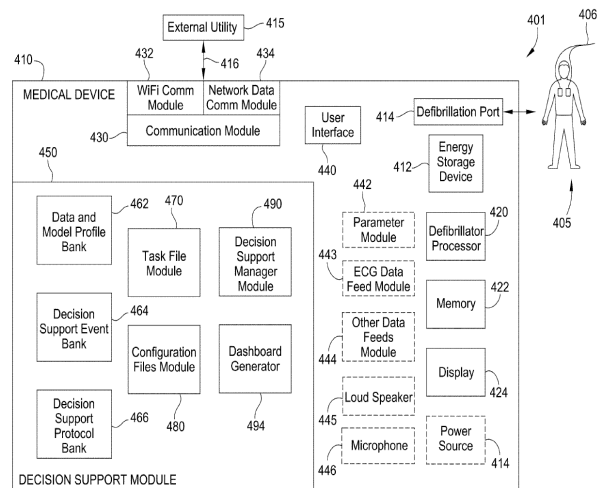 External Utility
415
432
434
416
410
MEDICAL DEVICE
WiFi Comm
Module
Network Data
Comm Module
Communication Module
430
User
Interface
440
414
Defibrillation Port
401
406
405
Energy
Storage
Device
412
450
Data and
Model Profile
Bank
462
470
Task File
Module
490
Decision
Support
Manager
Module
Decision
Support Event
Bank
464
Configuration
Files Module
480
Dashboard
Generator
494
Decision
Support
Protocol
Bank
466
DECISION SUPPORT MODULE
442
Parameter
Module
443
ECG Data
Feed Module
Other Data
Feeds
Module
444
Loud Speaker
445
Microphone
446
Defibrillator
Processor
420
Memory
422
Display
424
Power
Source
414